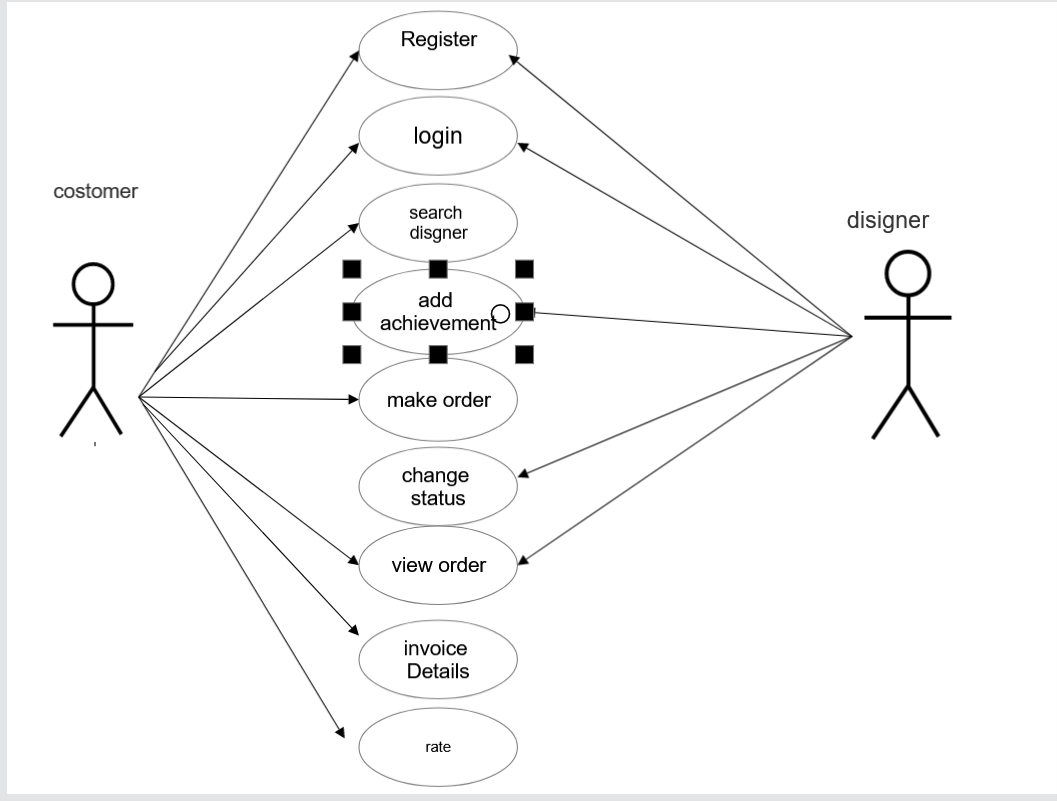 Register
login
costomer
search
disgner
disigner
add
achievement
make order
change
status
view order
invoice
Details
rate